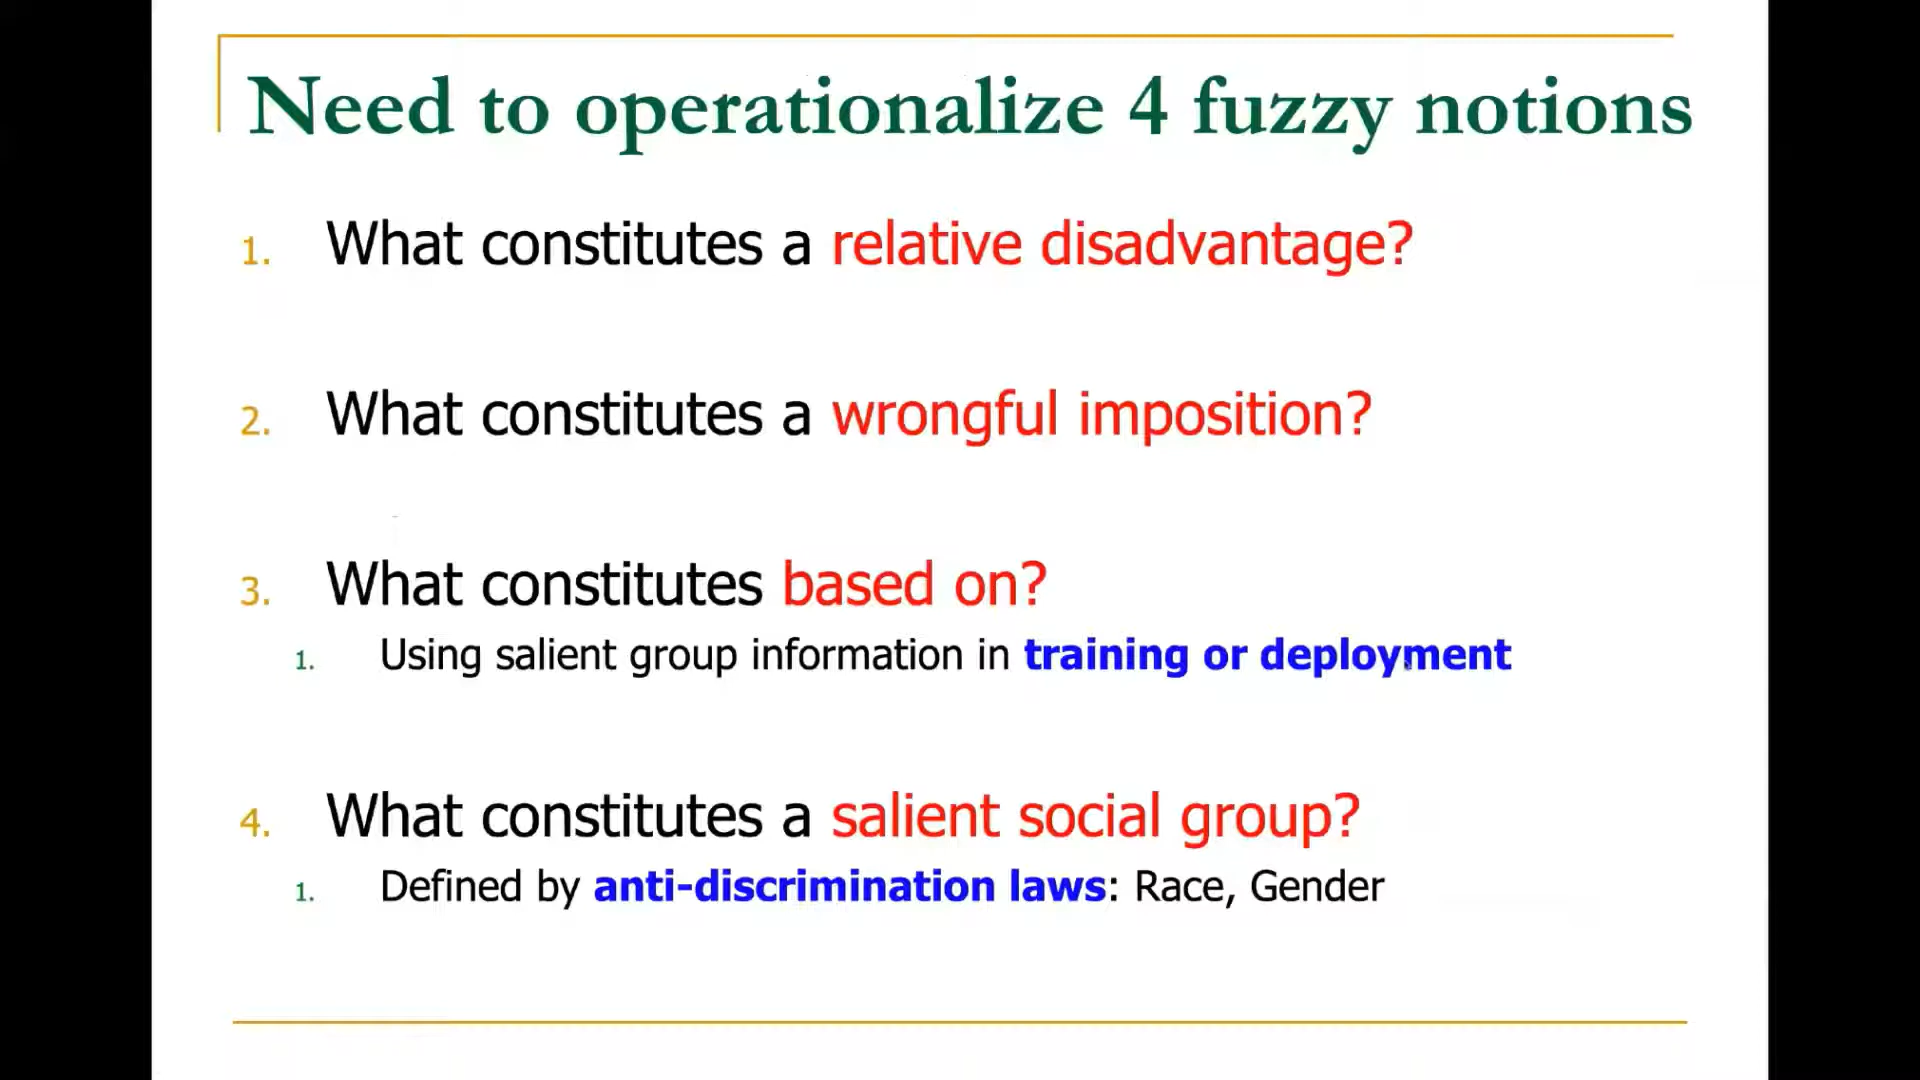 Need to operationalize 4 fuzzy notions
1. What constitutes a relative disadvantage?
2. What constitutes a wrongful imposition?
3. What constitutes based on?
1. Using salient group information in training or deployment
4. What constitutes a salient social group?
1. Defined by anti-discrimination laws: Race, Gender